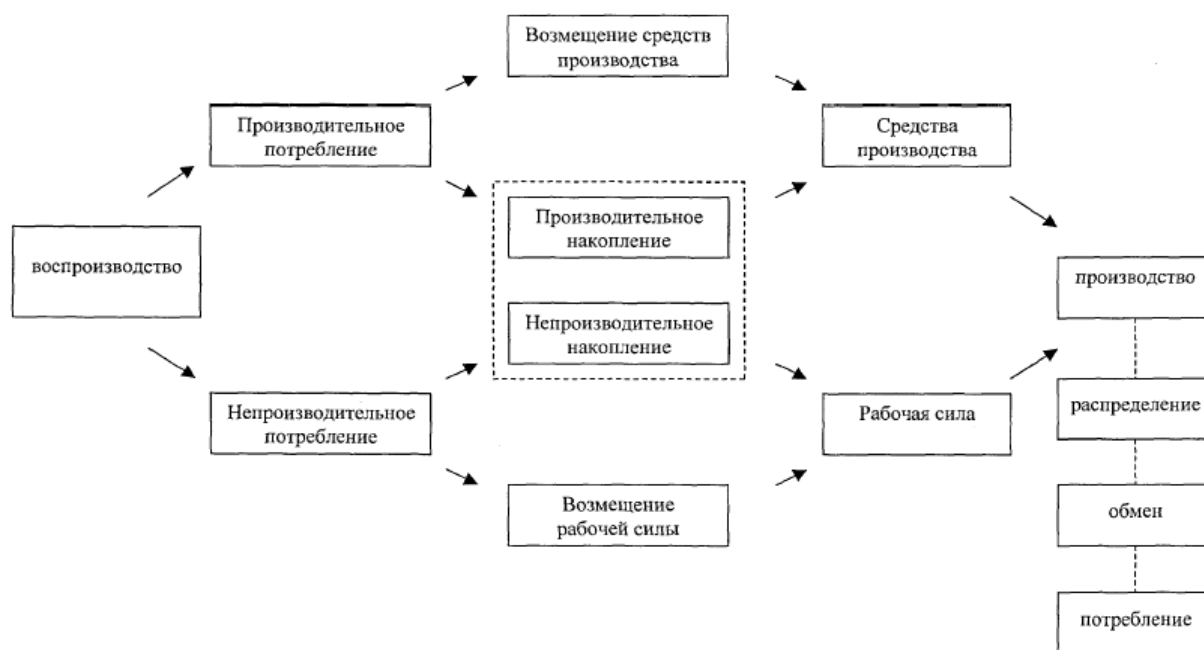 Возмещение средств
производства
Производительное
потребление
Средства
производства
Производительное
накопление
воспроизводство
производство
Непроизводительное
накопление
Непроизводительное
потребление
Рабочая сила
распределение
Возмещение
рабочей силы
обмен
потребление